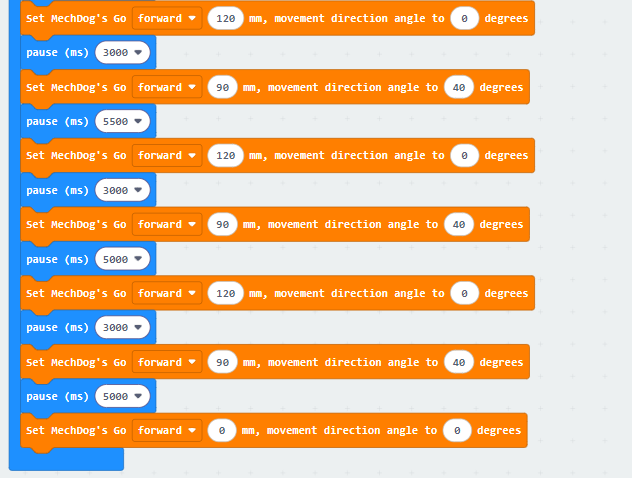 Set MechDog's Go forward 120 mm, movement direction angle to 0 degrees
pause (ms) 3000
Set MechDog's Go forward 90 mm, movement direction angle to 40 degrees
pause (ms) 5500
Set MechDog's Go forward 120 mm, movement direction angle to 0 degrees
pause (ms) 3000
Set MechDog's Go forward 90 mm, movement direction angle to 40 degrees
pause (ms) 5000
Set MechDog's Go forward 120 mm, movement direction angle to 0 degrees
pause (ms) 3000
Set MechDog's Go forward 90 mm, movement direction angle to 40 degrees
pause (ms) 5000
Set MechDog's Go forward 0 mm, movement direction angle to 0 degrees